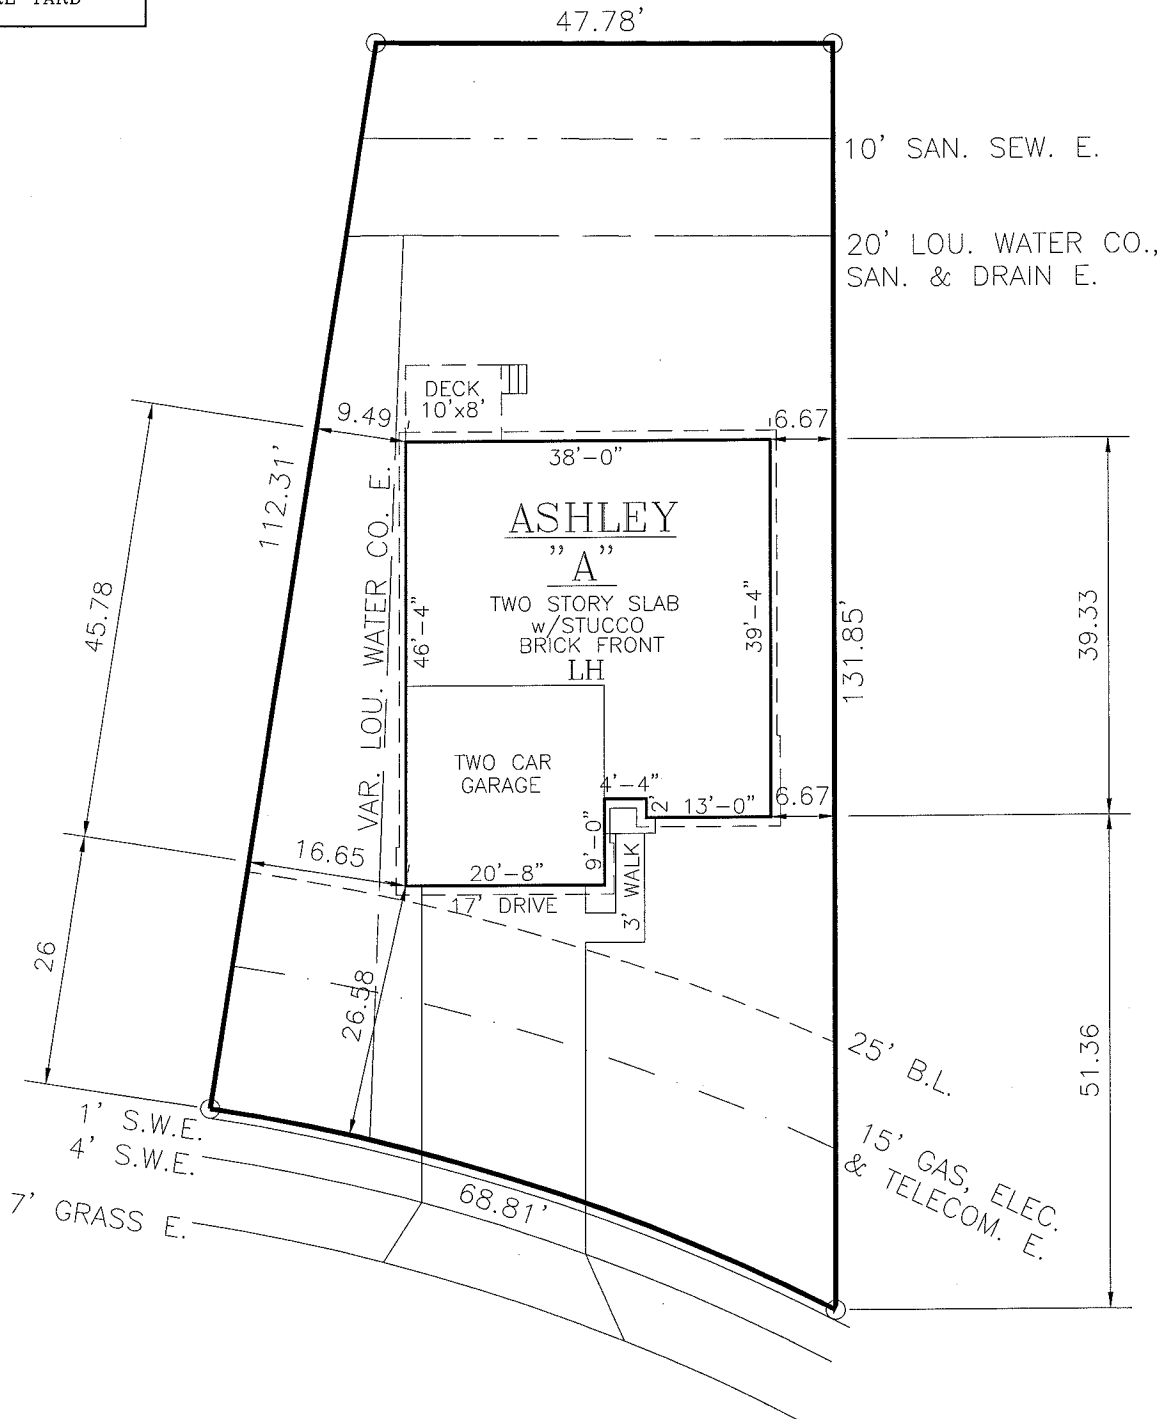 YARD
47.78'
10' SAN. SEW. E.
20' LOU. WATER CO.,
SAN. & DRAIN E.
DECK
10'x8'
9.49
6.67
38'-0"
112.31'
VAR. LOU. WATER CO. E.
ASHLEY
"A"
TWO STORY SLAB
w/STUCCO
BRICK FRONT
LH
45.78
46'-4"
39'-4"
131.85'
39.33
TWO CAR
GARAGE
4'-4"
2'
13'-0"
6.67
16.65
9'-0"
20'-8"
17' DRIVE
3' WALK
26
26.58
25' B.L.
51.36
1' S.W.E.
4' S.W.E.
15' GAS, ELEC.
& TELECOM. E.
68.81'
7' GRASS E.